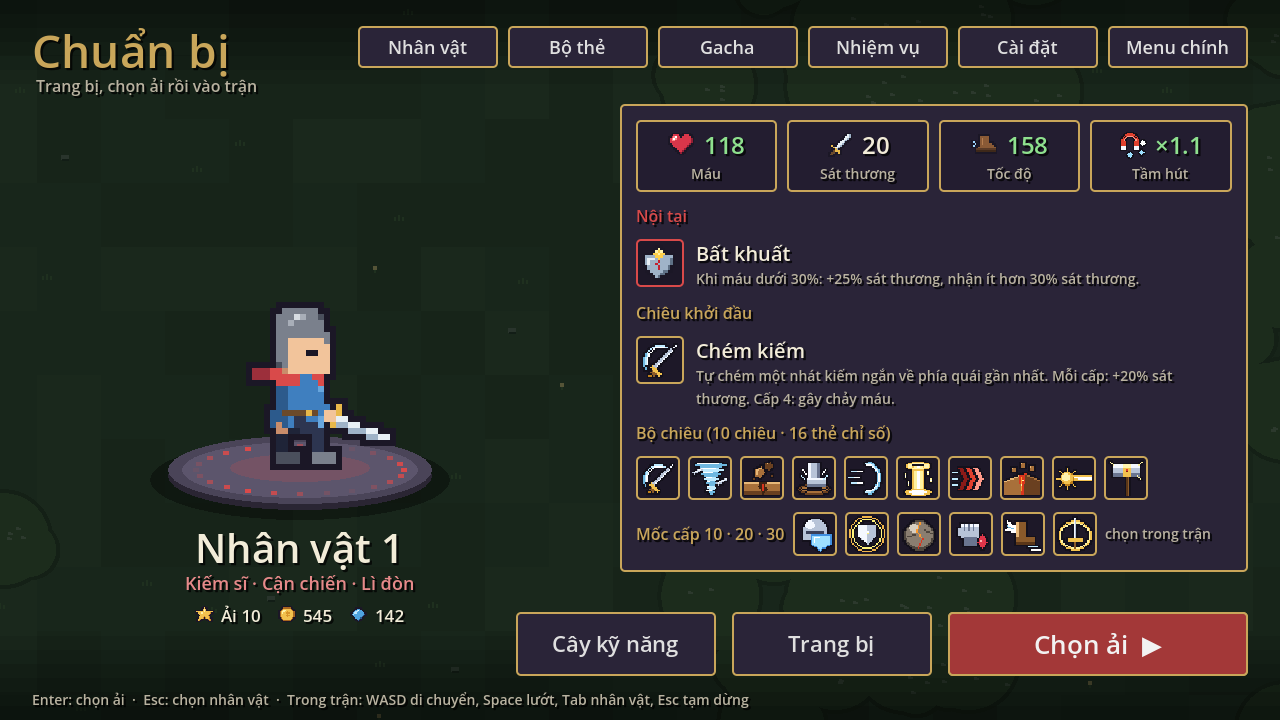 Chuẩn bị
Trang bị, chọn ải rồi vào trận
Nhân vật
Bộ thẻ
Gacha
Nhiệm vụ
Cài đặt
Menu chính
118
Máu
20
Sát thương
158
Tốc độ
×1.1
Tầm hút
Nội tại
Bất khuất
Khi máu dưới 30%: +25% sát thương, nhận ít hơn 30% sát thương.
Chiêu khởi đầu
Chém kiếm
Tự chém một nhát kiếm ngắn về phía quái gần nhất. Mỗi cấp: +20% sát
thương. Cấp 4: gây chảy máu.
Bộ chiêu (10 chiêu · 16 thẻ chỉ số)
Mốc cấp 10 · 20 · 30
chọn trong trận
Nhân vật 1
Kiếm sĩ · Cận chiến · Lì đòn
Ải 10 545 142
Cây kỹ năng
Trang bị
Chọn ải ▶
Enter: chọn ải · Esc: chọn nhân vật · Trong trận: WASD di chuyển, Space lướt, Tab nhân vật, Esc tạm dừng